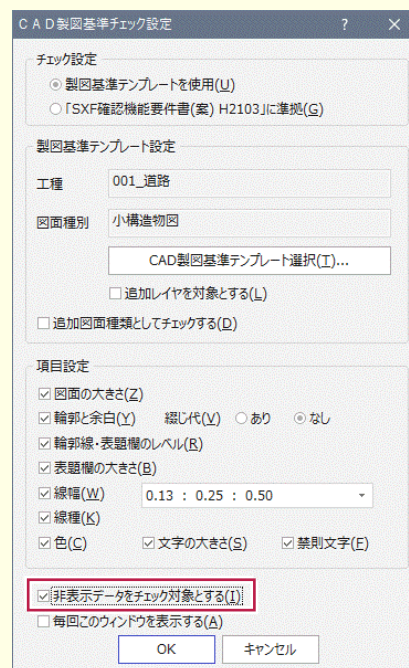 ＣＡＤ製図基準チェック設定 ? ×
チェック設定
製図基準テンプレートを使用(U)
「SXF確認機能要件書(案) H2103」に準拠(G)
製図基準テンプレート設定
工種 001_道路
図面種別 小構造物図
CAD製図基準テンプレート選択(T)...
追加レイヤを対象とする(L)
追加図面種類としてチェックする(D)
項目設定
図面の大きさ(Z)
輪郭と余白(Y) 綴じ代(V) あり なし
輪郭線・表題欄のレベル(R)
表題欄の大きさ(B)
線幅(W) 0.13 : 0.25 : 0.50
線種(K)
色(C) 文字の大きさ(S) 禁則文字(F)
非表示データをチェック対象とする(I)
毎回このウィンドウを表示する(A)
OK キャンセル